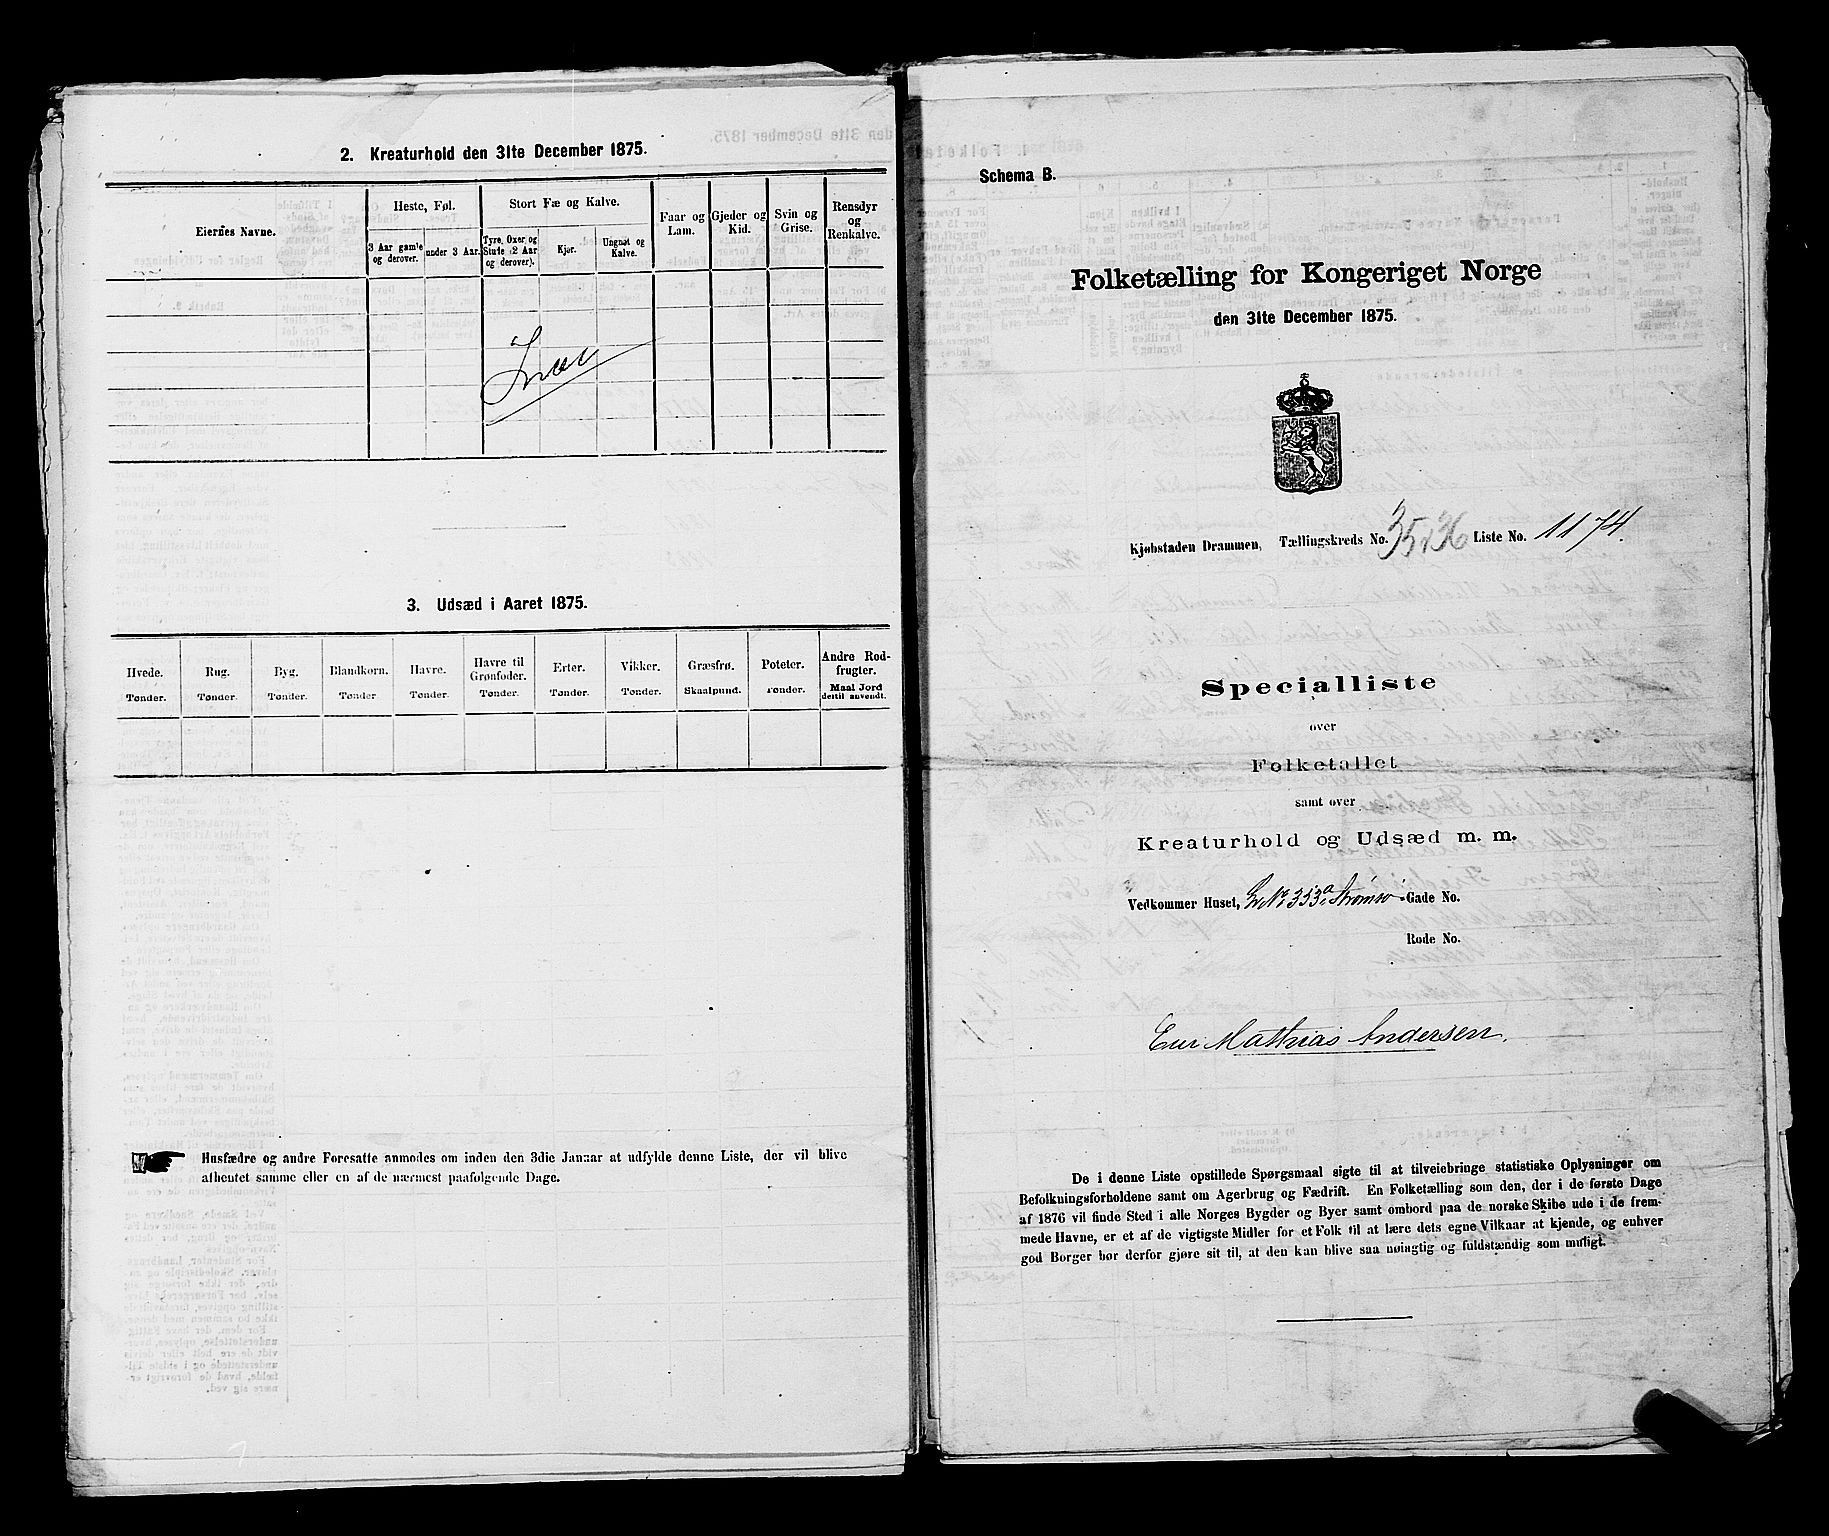 2. Kreaturhold den 31te December 1875.
Eiernes Navne.
Heste, Føl.
3 Aar gamle og derover.
under 3 Aar.
Stort Fæ og Kalve.
Tyre, Oxer og Stude (2 Aar og derover).
Kjør.
Ungnøt og Kalve.
Faar og Lam.
Gjeder og Kid.
Svin og Grise.
Rensdyr og Renkalve.
3. Udsæd i Aaret 1875.
Hvede. Tønder.
Rug. Tønder.
Byg. Tønder.
Blandkorn. Tønder.
Havre. Tønder.
Havre til Grønfoder. Tønder.
Erter. Tønder.
Vikker. Tønder.
Græsfrø. Skaalpund.
Poteter. Tønder.
Andre Rodfrugter. Maal Jord dertil anvendt.
Husfædre og andre Foresatte anmodes om inden den 3die Januar at udfylde denne Liste, der vil blive
afhentet samme eller en af de nærmest paafølgende Dage.
Schema B.
Folketælling for Kongeriget Norge
den 31te December 1875.
Kjøbstaden Drammen, Tællingskreds No. 35 & 36 Liste No. 1174.
Specialliste
over
Folketallet
samt over
Kreaturhold og Udsæd m. m.
Vedkommer Huset, No 353a Strømsø Gade No.
Rode No.
Mathias Andersen.
De i denne Liste opstillede Spørgsmaal sigte til at tilveiebringe statistiske Oplysninger om
Befolkningsforholdene samt om Agerbrug og Fædrift. En Folketælling som den, der i de første Dage
af 1876 vil finde Sted i alle Norges Bygder og Byer samt ombord paa de norske Skibe ude i de frem-
mede Havne, er et af de vigtigste Midler for et Folk til at lære dets egne Vilkaar at kjende, og enhver
god Borger bør derfor gjøre sit til, at den kan blive saa nøiagtig og fuldstændig som muligt.